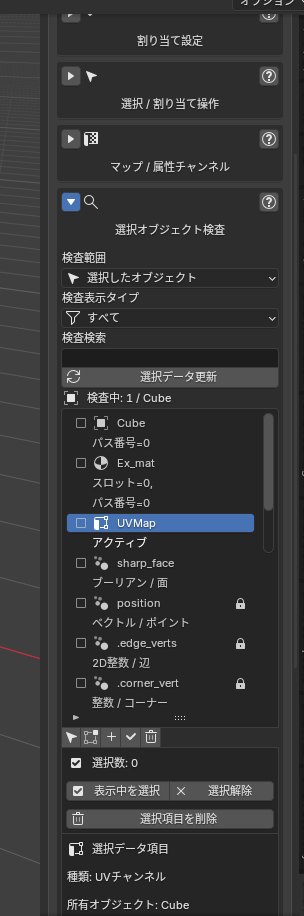 オプション
割り当て設定
選択 / 割り当て操作
マップ / 属性チャンネル
選択オブジェクト検査
検査範囲
選択したオブジェクト
検査表示タイプ
すべて
検査検索
選択データ更新
検査中: 1 / Cube
Cube
パス番号=0
Ex_mat
スロット=0,
パス番号=0
UVMap
アクティブ
sharp_face
ブーリアン / 面
position
ベクトル / ポイント
.edge_verts
2D整数 / 辺
.corner_vert
整数 / コーナー
選択数: 0
表示中を選択 選択解除
選択項目を削除
選択データ項目
種類: UVチャンネル
所有オブジェクト: Cube